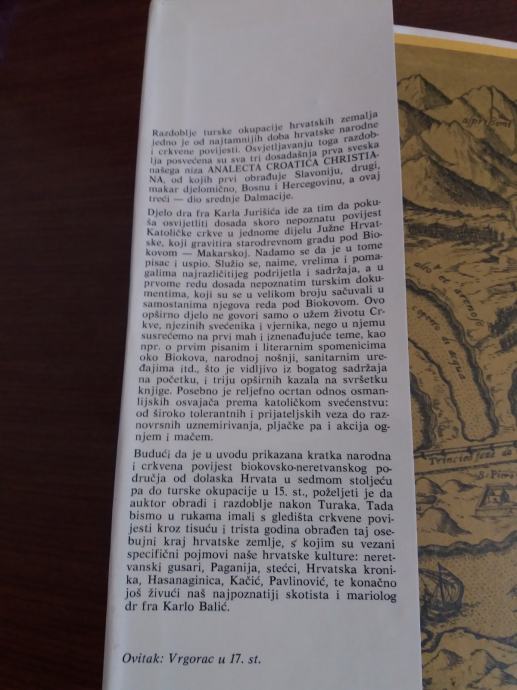 Razdoblje turske okupacije hrvatskih zemalja
jedno je od najtamnijih doba hrvatske narodne
i crkvene povijesti. Osvjetljavanju toga razdob-
lja posvećena su sva tri dosadašnja prva sveska
našega niza ANALECTA CROATICA CHRISTIA-
NA, od kojih prvi obrađuje Slavoniju, drugi,
makar djelomično, Bosnu i Hercegovinu, a ovaj
treći — dio srednje Dalmacije.
Djelo dra fra Karla Jurišića ide za tim da poku-
ša osvijetliti dosada skoro nepoznatu povijest
Katoličke crkve u jednome dijelu Južne Hrvat-
ske, koji gravitira starodrevnom gradu pod Bio-
kovom — Makarskoj. Nadamo se da je u tome
pisac i uspio. Služio se, naime, vrelima i poma-
galima najrazličitijeg podrijetla i sadržaja, a u
prvome redu dosada nepoznatim turskim doku-
mentima, koji su se u velikom broju sačuvali u
samostanima njegova reda pod Biokovom. Ovo
opširno djelo ne govori samo o užem životu Cr-
kve, njezinih svećenika i vjernika, nego u njemu
susrećemo na prvi mah i iznenađujuće teme, kao
npr. o prvim pisanim i literarnim spomenicima
oko Biokova, narodnoj nošnji, sanitarnim ure-
đajima itd., što je vidljivo iz bogatog sadržaja
na početku, i triju opširnih kazala na svršetku
knjige. Posebno je reljefno ocrtan odnos osman-
lijskih osvajača prema katoličkom svećenstvu:
od široko tolerantnih i prijateljskih veza do raz-
novrsnih uznemirivanja, pljačke pa i akcija og-
njem i mačem.
Budući da je u uvodu prikazana kratka narodna
i crkvena povijest biokovsko-neretvanskog po-
dručja od dolaska Hrvata u sedmom stoljeću
pa do turske okupacije u 15. st., poželjeti je da
auktor obradi i razdoblje nakon Turaka. Tada
bismo u rukama imali s gledišta crkvene povi-
jesti kroz tisuću i trista godina obrađen taj ose-
bujni kraj hrvatske zemlje, s kojim su vezani
specifični pojmovi naše hrvatske kulture: neret-
vanski gusari, Paganija, stećci, Hrvatska kroni-
ka, Hasanaginica, Kačić, Pavlinović, te konačno
još živući naš najpoznatiji skotista i mariolog
dr fra Karlo Balić.
Ovitak: Vrgorac u 17. st.